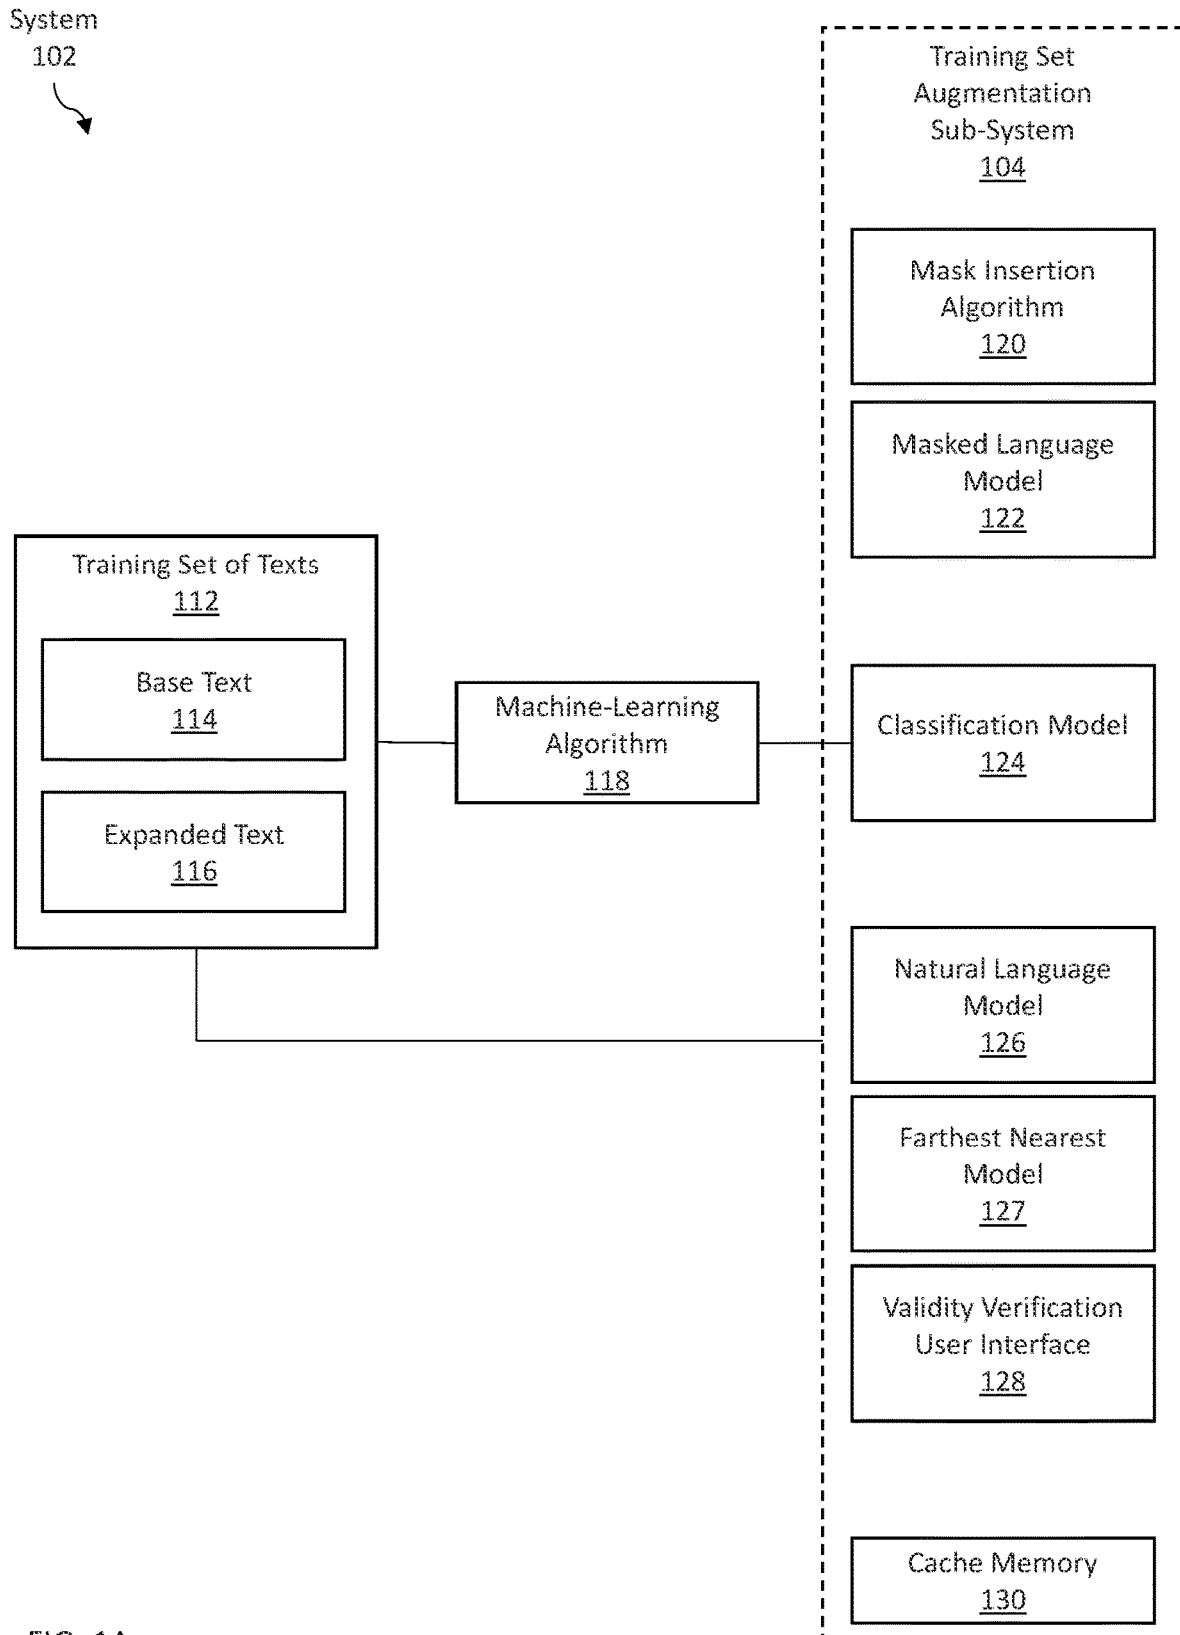 System
102
Training Set
Augmentation
Sub-System
104
Mask Insertion
Algorithm
120
Masked Language
Model
122
Training Set of Texts
112
Base Text
114
Expanded Text
116
Machine-Learning
Algorithm
118
Classification Model
124
Natural Language
Model
126
Farthest Nearest
Model
127
Validity Verification
User Interface
128
Cache Memory
130